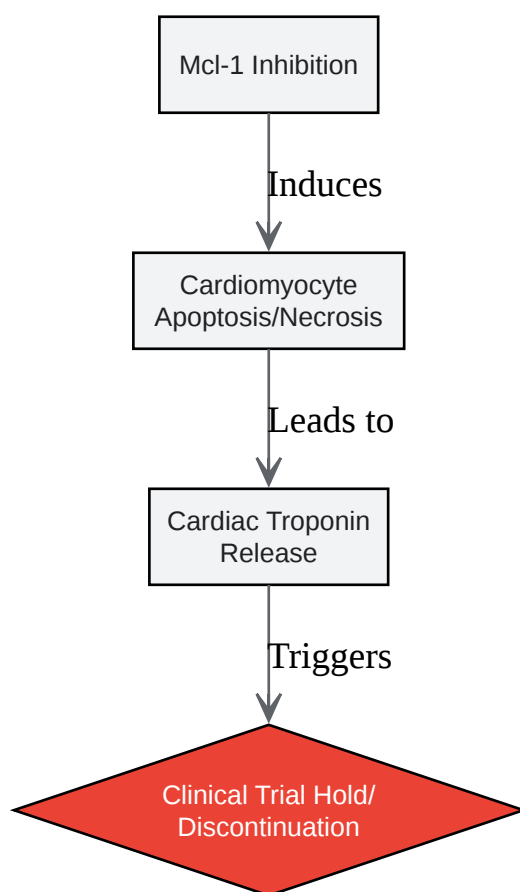 Mcl-1 Inhibition
Induces
Cardiomyocyte
Apoptosis/Necrosis
Leads to
Cardiac Troponin
Release
Triggers
Clinical Trial Hold/
Discontinuation